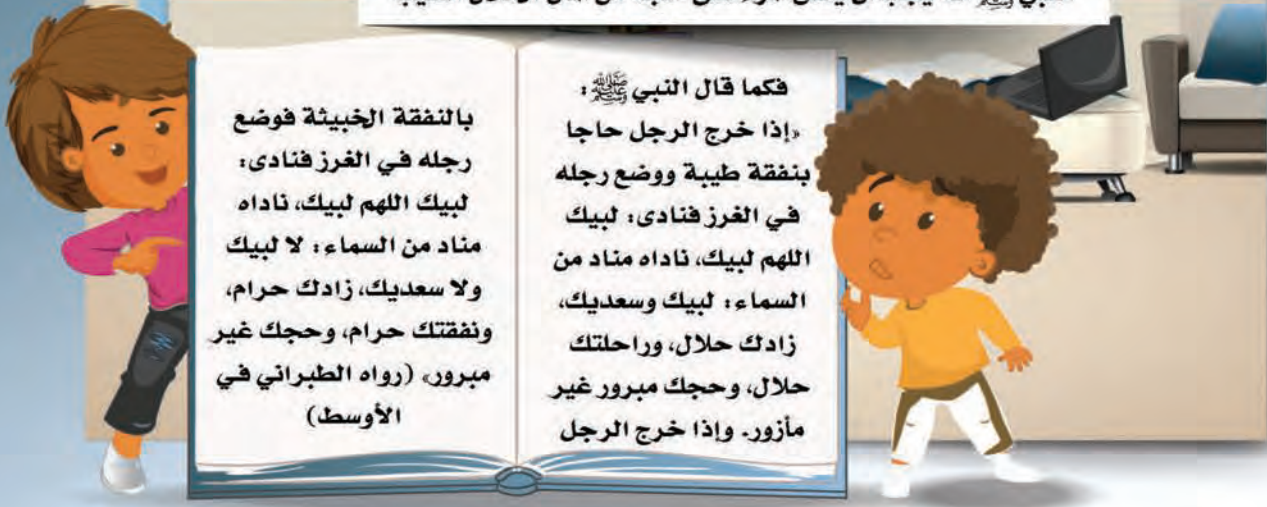 فكما قال النبي ﷺ :
«إذا خرج الرجل حاجا
بنفقة طيبة ووضع رجله
في الغرز فنادى: لبيك
اللهم لبيك، ناداه مناد من
السماء: لبيك وسعديك،
زادك حلال، وراحلتك
حلال، وحجك مبرور غير
مأزور. وإذا خرج الرجل
بالنفقة الخبيثة فوضع
رجله في الغرز فنادى:
لبيك اللهم لبيك، ناداه
مناد من السماء: لا لبيك
ولا سعديك، زادك حرام،
ونفقتك حرام، وحجك غير
مبرور» (رواه الطبراني في
الأوسط)